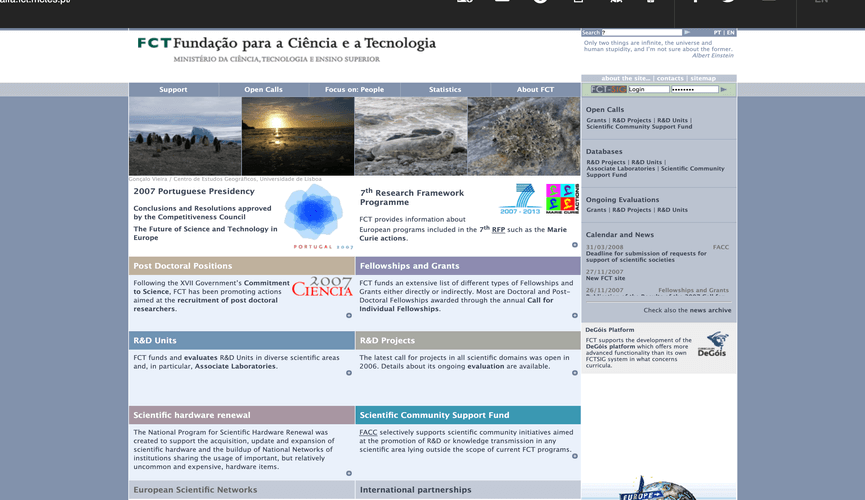 EN
FCT Fundação para a Ciência e a Tecnologia
MINISTÉRIO DA CIÊNCIA, TECNOLOGIA E ENSINO SUPERIOR
Search ?
PT | EN
Only two things are infinite, the universe and
human stupidity, and I'm not sure about the former.
Albert Einstein
about the site.. | contacts | sitemap
Support
Open Calls
Focus on: People
Statistics
About FCT
Login
Gonçalo Vieira / Centro de Estudos Geográficos, Universidade de Lisboa
2007 Portuguese Presidency
Conclusions and Resolutions approved
by the Competitiveness Council
The Future of Science and Technology in
Europe
PORTUGAL 2007
7th Research Framework
Programme
2007 - 2013
MARIE CURIE
ACTIONS
FCT provides information about
European programs included in the 7th RFP such as the Marie
Curie actions.
Post Doctoral Positions
Following the XVII Government's Commitment
to Science, FCT has been promoting actions
aimed at the recruitment of post doctoral
researchers.
2007
CIÊNCIA
Fellowships and Grants
FCT funds an extensive list of different types of Fellowships and
Grants either directly or indirectly. Most are Doctoral and Post-
Doctoral Fellowships awarded through the annual Call for
Individual Fellowships.
R&D Units
FCT funds and evaluates R&D Units in diverse scientific areas
and, in particular, Associate Laboratories.
R&D Projects
The latest call for projects in all scientific domains was open in
2006. Details about its ongoing evaluation are available.
Scientific hardware renewal
The National Program for Scientific Hardware Renewal was
created to support the acquisition, update and expansion of
scientific hardware and the buildup of National Networks of
institutions sharing the usage of important, but relatively
uncommon and expensive, hardware items.
Scientific Community Support Fund
FACC selectively supports scientific community initiatives aimed
at the promotion of R&D or knowledge transmission in any
scientific area lying outside the scope of current FCT programs.
European Scientific Networks
International partnerships
Open Calls
Grants | R&D Projects | R&D Units |
Scientific Community Support Fund
Databases
R&D Projects | R&D Units |
Associate Laboratories | Scientific Community
Support Fund
Ongoing Evaluations
Grants | R&D Projects | R&D Units
Calendar and News
31/03/2008 FACC
Deadline for submission of requests for
support of scientific societies
27/11/2007
New FCT site
26/11/2007 Fellowships and Grants
Check also the news archive
DeGóis Platform
FCT supports the development of the
DeGóis platform which offers more
advanced functionality than its own
FCTSIG system in what concerns
curricula.
DeGóis
EUROPE